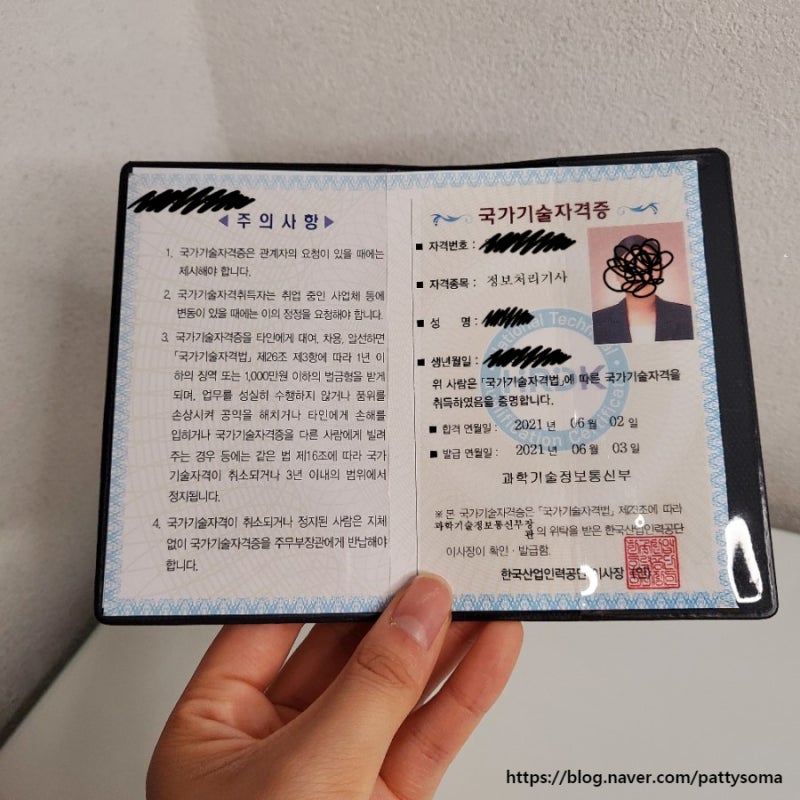 ◀주의사항▶
1. 국가기술자격증은 관계자의 요청이 있을 때에는
제시해야 합니다.
2. 국가기술자격취득자는 취업 중인 사업체 등에
변동이 있을 때에는 이의 정정을 요청해야 합니다.
3. 국가기술자격증을 타인에게 대여, 차용, 알선하면
「국가기술자격법」 제26조 제3항에 따라 1년 이
하의 징역 또는 1,000만원 이하의 벌금형을 받게
되며, 업무를 성실히 수행하지 않거나 품위를
손상시켜 공익을 해치거나 타인에게 손해를
입히거나 국가기술자격증을 다른 사람에게 빌려
주는 경우 등에는 같은 법 제16조에 따라 국가
기술자격이 취소되거나 3년 이내의 범위에서
정지됩니다.
4. 국가기술자격이 취소되거나 정지된 사람은 지체
없이 국가기술자격증을 주무부장관에게 반납해야
합니다.
국가기술자격증
■ 자격번호 :
■ 자격종목 : 정보처리기사
■ 성 명 :
■ 생년월일 :
위 사람은 「국가기술자격법」에 따른 국가기술자격을
취득하였음을 증명합니다.
■ 합격 연월일 : 2021 년 06 월 02 일
■ 발급 연월일 : 2021 년 06 월 03 일
과학기술정보통신부
※ 본 국가기술자격증은 「국가기술자격법」 제23조에 따라
과학기술정보통신부장관의 위탁을 받은 한국산업인력공단
이사장이 확인·발급함.
한국산업인력공단 이사장 (인)
https://blog.naver.com/pattysoma